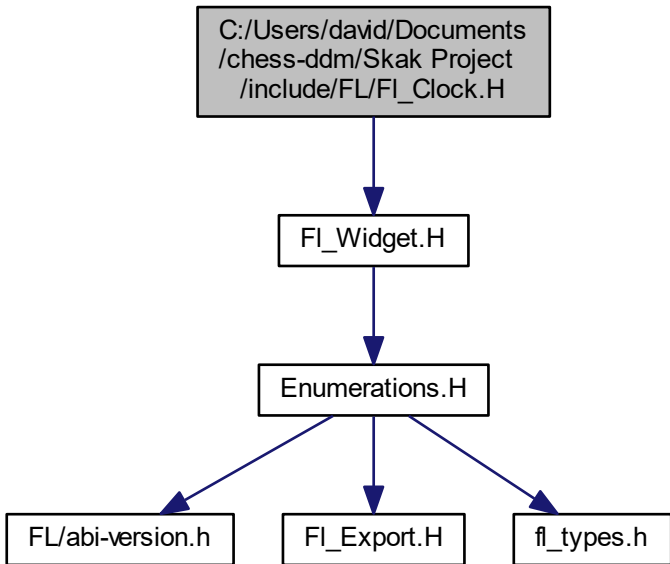 C:/Users/david/Documents
/chess-ddm/Skak Project
/include/FL/Fl_Clock.H
Fl_Widget.H
Enumerations.H
FL/abi-version.h
Fl_Export.H
fl_types.h